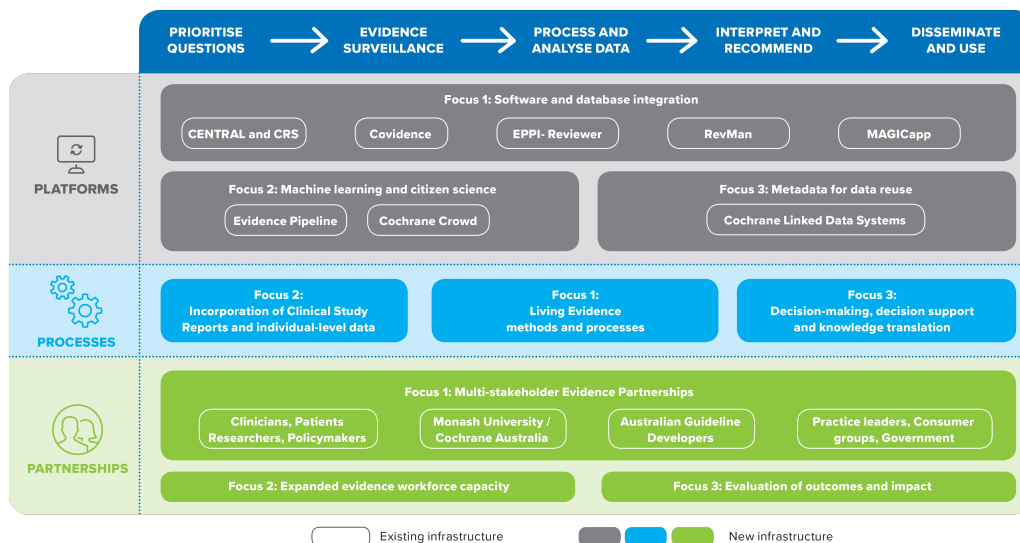 PRIORITISE
QUESTIONS
EVIDENCE
SURVEILLANCE
PROCESS AND
ANALYSE DATA
INTERPRET AND
RECOMMEND
DISSEMINATE
AND USE
PLATFORMS
Focus 1: Software and database integration
CENTRAL and CRS
Covidence
EPPI- Reviewer
RevMan
MAGICapp
Focus 2: Machine learning and citizen science
Evidence Pipeline
Cochrane Crowd
Focus 3: Metadata for data reuse
Cochrane Linked Data Systems
PROCESSES
Focus 2:
Incorporation of Clinical Study
Reports and individual-level data
Focus 1:
Living Evidence
methods and processes
Focus 3:
Decision-making, decision support
and knowledge translation
PARTNERSHIPS
Focus 1: Multi-stakeholder Evidence Partnerships
Clinicians, Patients
Researchers, Policymakers
Monash University /
Cochrane Australia
Australian Guideline
Developers
Practice leaders, Consumer
groups, Government
Focus 2: Expanded evidence workforce capacity
Focus 3: Evaluation of outcomes and impact
Existing infrastructure
New infrastructure